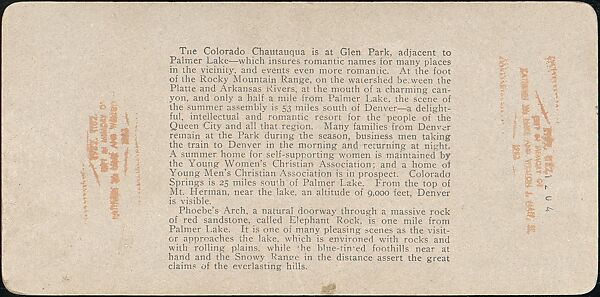 The Colorado Chautauqua is at Glen Park, adjacent to
Palmer Lake—which insures romantic names for many places
in the vicinity, and events even more romantic. At the foot
of the Rocky Mountain Range, on the watershed between the
Platte and Arkansas Rivers, at the mouth of a charming can-
yon, and only a half a mile from Palmer Lake, the scene of
the summer assembly is 53 miles south of Denver—a delight-
ful, intellectual and romantic resort for the people of the
Queen City and all that region. Many families from Denver
remain at the Park during the season, business men taking
the train to Denver in the morning and returning at night.
A summer home for self-supporting women is maintained by
the Young Women's Christian Association; and a home of
Young Men's Christian Association is in prospect. Colorado
Springs is 25 miles south of Palmer Lake. From the top of
Mt. Herman, near the lake, an altitude of 9,000 feet, Denver
is visible.
Phoebe's Arch, a natural doorway through a massive rock
of red sandstone, called Elephant Rock, is one mile from
Palmer Lake. It is one of many pleasing scenes as the visit-
or approaches the lake, which is environed with rocks and
with rolling plains, while the blue-tinted foothills near at
hand and the Snowy Range in the distance assert the great
claims of the everlasting hills.
GIFT IN MEMORY OF